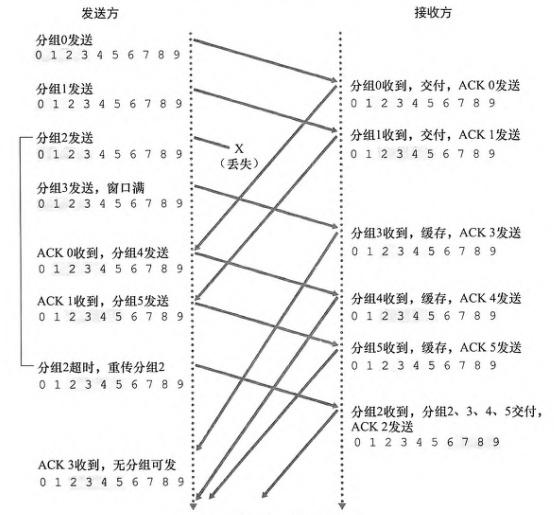 发送方
接收方
分组0发送
0 1 2 3 4 5 6 7 8 9
分组0收到，交付，ACK 0发送
0 1 2 3 4 5 6 7 8 9
分组1发送
0 1 2 3 4 5 6 7 8 9
分组1收到，交付，ACK 1发送
0 1 2 3 4 5 6 7 8 9
分组2发送
0 1 2 3 4 5 6 7 8 9
X
（丢失）
分组3发送，窗口满
0 1 2 3 4 5 6 7 8 9
分组3收到，缓存，ACK 3发送
0 1 2 3 4 5 6 7 8 9
ACK 0收到，分组4发送
0 1 2 3 4 5 6 7 8 9
分组4收到，缓存，ACK 4发送
0 1 2 3 4 5 6 7 8 9
ACK 1收到，分组5发送
0 1 2 3 4 5 6 7 8 9
分组5收到，缓存，ACK 5发送
0 1 2 3 4 5 6 7 8 9
分组2超时，重传分组2
0 1 2 3 4 5 6 7 8 9
分组2收到，分组2、3、4、5交付，
ACK 2发送
0 1 2 3 4 5 6 7 8 9
ACK 3收到，无分组可发
0 1 2 3 4 5 6 7 8 9